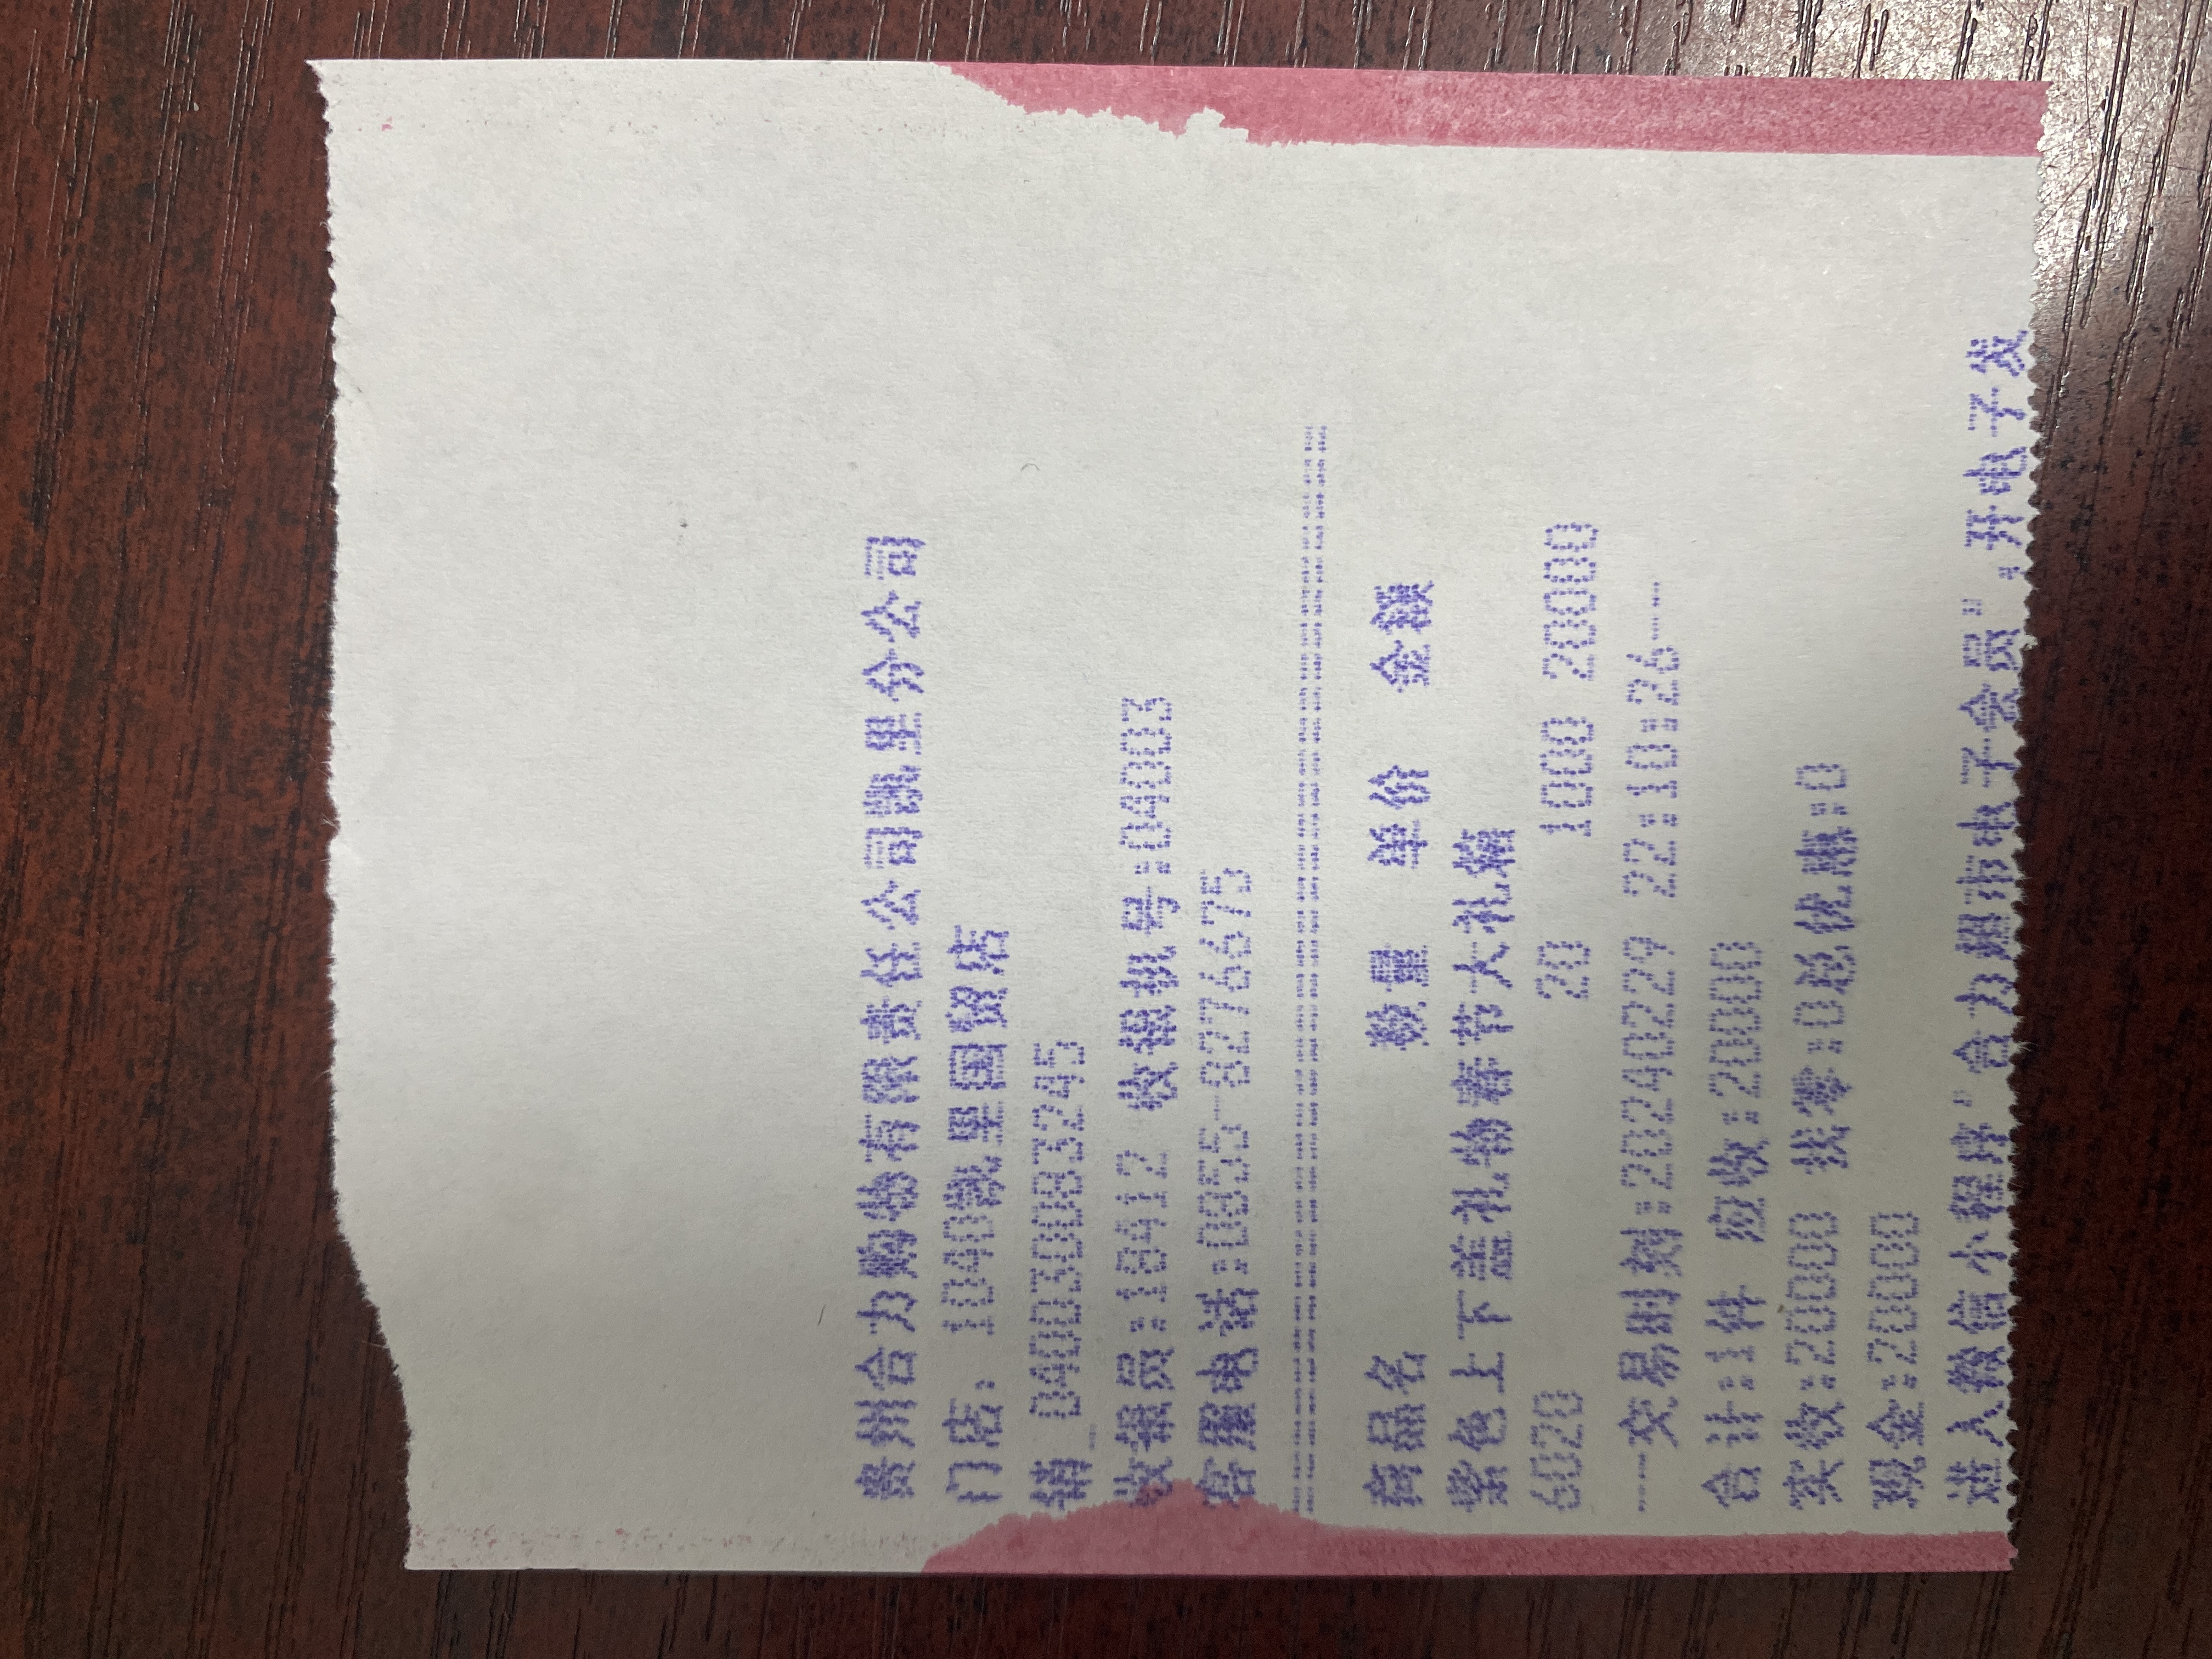 贵州合力购物有限责任公司凯里分公司
门店: 1040凯里国贸店
销_040030083245
收银员:18412 收银机号:04003
客服电话:0855-8276675
========================================
商品名 数量 单价 金额
紫色上下盖礼物春节大礼箱
6020 20 1000 20000
---交易时刻:20240229 22:10:26---
合计:1件 应收:20000
实收:20000 找零:0总优惠:0
现金:20000
进入微信小程序"合力超市电子会员".开电子发